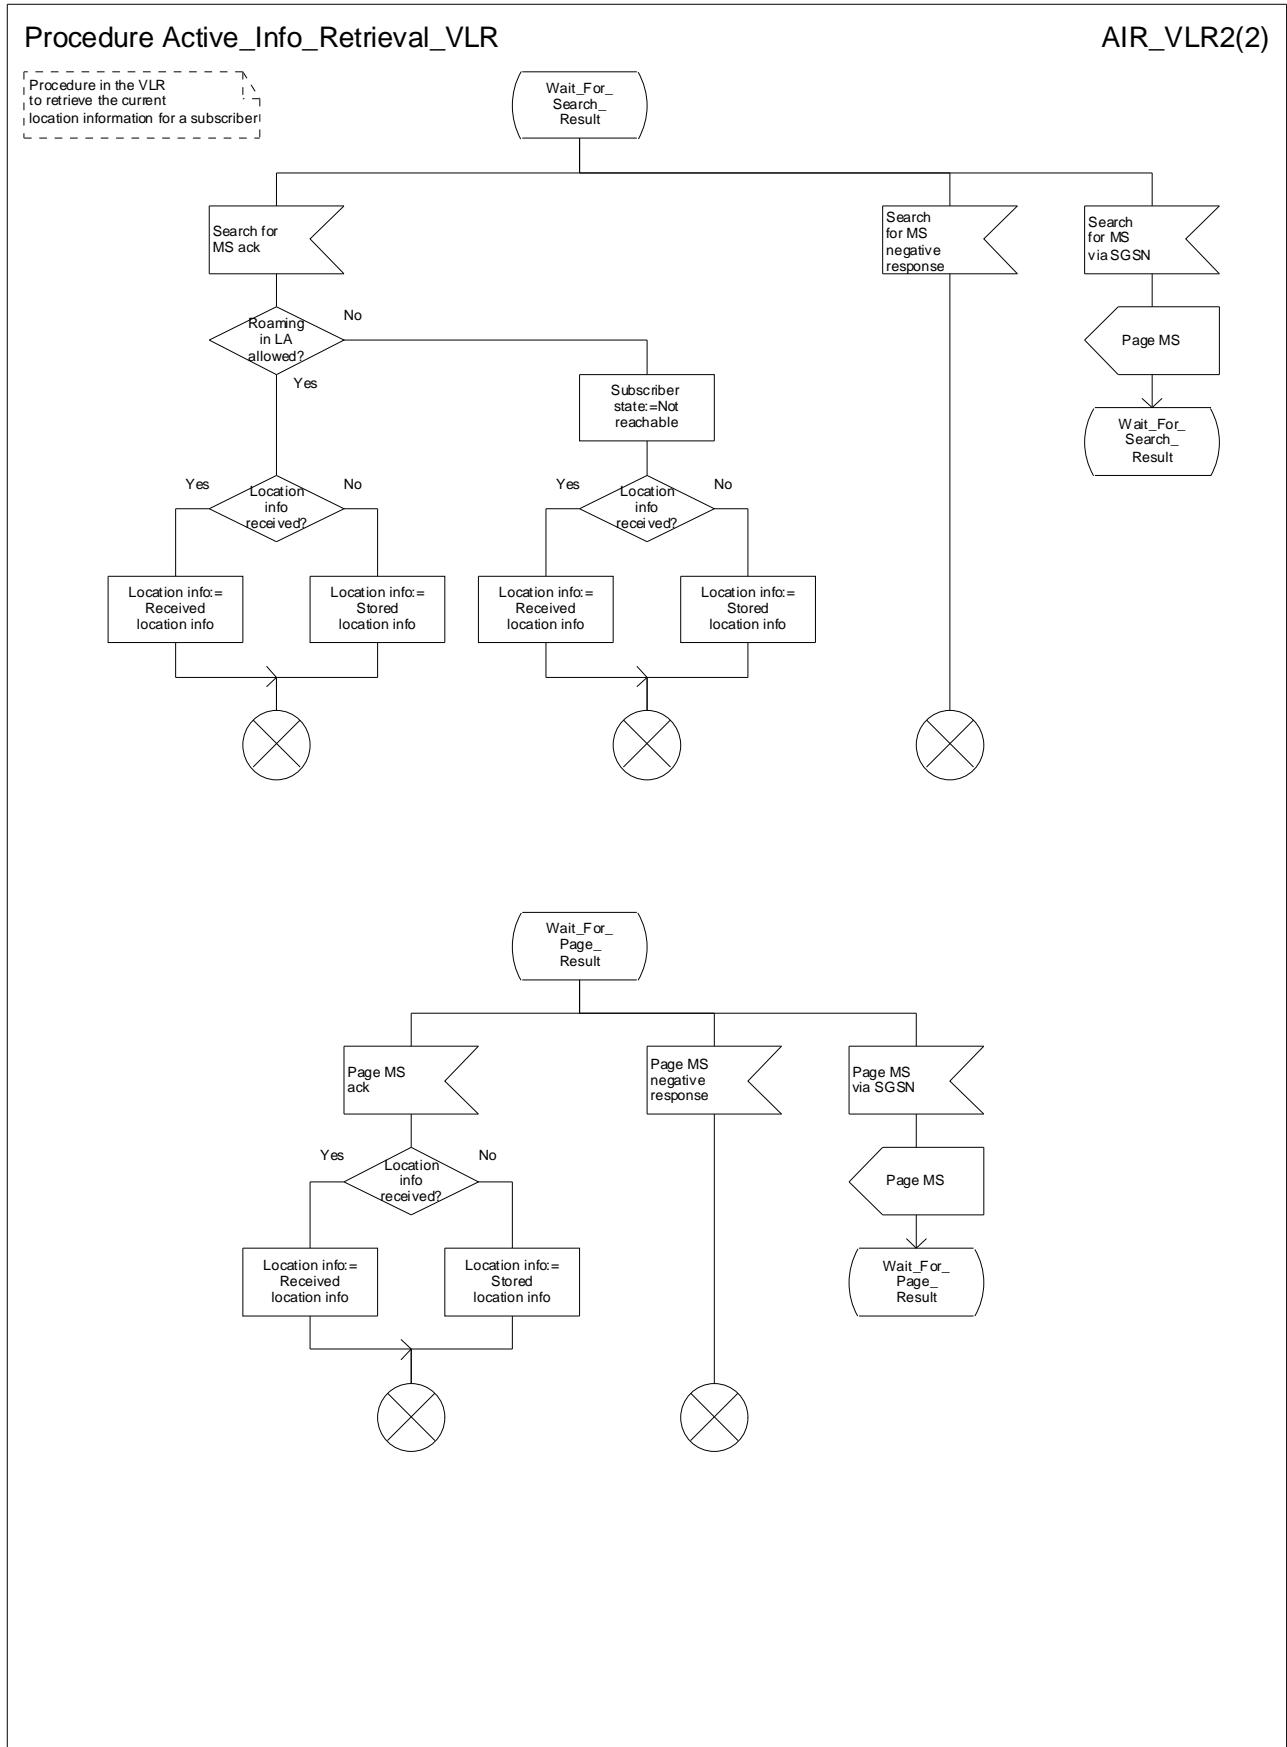 Procedure Active_Info_Retrieval_VLR
AIR_VLR2(2)
Procedure in the VLR
to retrieve the current
location information for a subscriber
Wait_For_
Search_
Result
Search for
MS ack
Search
for MS
negative
response
Search
for MS
via SGSN
Roaming
in LA
allowed?
No
Yes
Page MS
Subscriber
state:=Not
reachable
Wait_For_
Search_
Result
Yes
Location
info
received?
No
Yes
Location
info
received?
No
Location info:=
Received
location info
Location info:=
Stored
location info
Location info:=
Received
location info
Location info:=
Stored
location info
Wait_For_
Page_
Result
Page MS
ack
Page MS
negative
response
Page MS
via SGSN
Yes
Location
info
received?
No
Page MS
Location info:=
Received
location info
Location info:=
Stored
location info
Wait_For_
Page_
Result